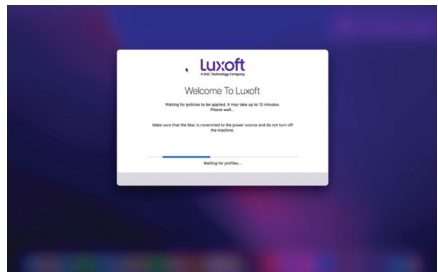 Luxoft
A DXC Technology Company
Welcome To Luxoft
Waiting for policies to be applied. It may take up to 12 minutes.
Please wait...
Make sure that the Mac is connected to the power source and do not turn off
the machine.
Waiting for profiles...